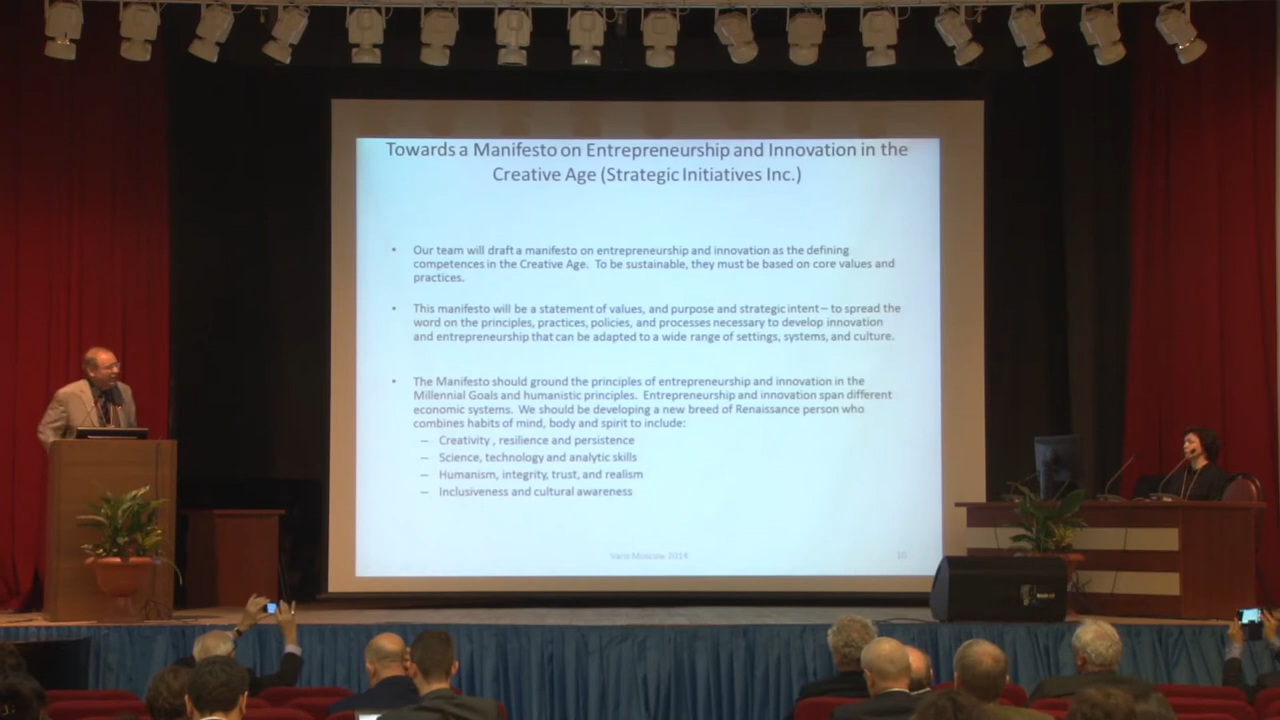 Towards a Manifesto on Entrepreneurship and Innovation in the
Creative Age (Strategic Initiatives Inc.)
• Our team will draft a manifesto on entrepreneurship and innovation as the defining
competences in the Creative Age. To be sustainable, they must be based on core values and
practices.
• This manifesto will be a statement of values, and purpose and strategic intent – to spread the
word on the principles, practices, policies, and processes necessary to develop innovation
and entrepreneurship that can be adapted to a wide range of settings, systems, and culture.
• The Manifesto should ground the principles of entrepreneurship and innovation in the
Millennial Goals and humanistic principles. Entrepreneurship and innovation span different
economic systems. We should be developing a new breed of Renaissance person who
combines habits of mind, body and spirit to include:
– Creativity , resilience and persistence
– Science, technology and analytic skills
– Humanism, integrity, trust, and realism
– Inclusiveness and cultural awareness
Moscow 2014